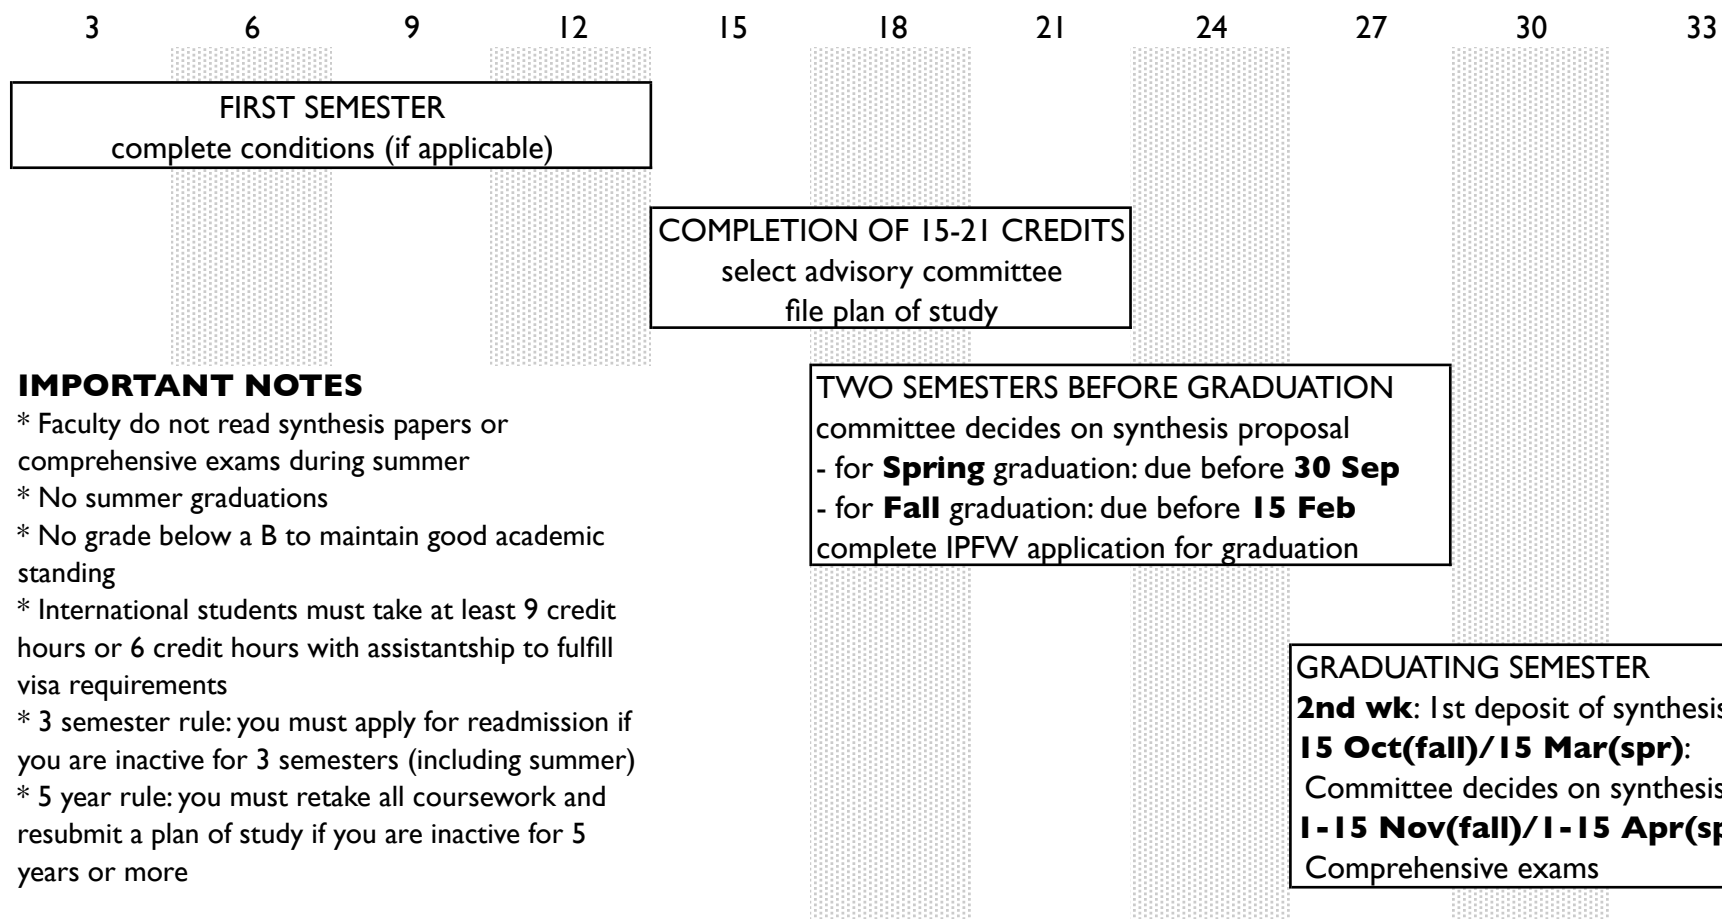 3 6 9 12 15 18 21 24 27 30 33
FIRST SEMESTER
complete conditions (if applicable)
COMPLETION OF 15-21 CREDITS
select advisory committee
file plan of study
IMPORTANT NOTES
* Faculty do not read synthesis papers or
comprehensive exams during summer
* No summer graduations
* No grade below a B to maintain good academic
standing
* International students must take at least 9 credit
hours or 6 credit hours with assistantship to fulfill
visa requirements
* 3 semester rule: you must apply for readmission if
you are inactive for 3 semesters (including summer)
* 5 year rule: you must retake all coursework and
resubmit a plan of study if you are inactive for 5
years or more
TWO SEMESTERS BEFORE GRADUATION
committee decides on synthesis proposal
- for Spring graduation: due before 30 Sep
- for Fall graduation: due before 15 Feb
complete IPFW application for graduation
GRADUATING SEMESTER
2nd wk: 1st deposit of synthesis
15 Oct(fall)/15 Mar(spr):
Committee decides on synthesis
1-15 Nov(fall)/1-15 Apr(sp
Comprehensive exams